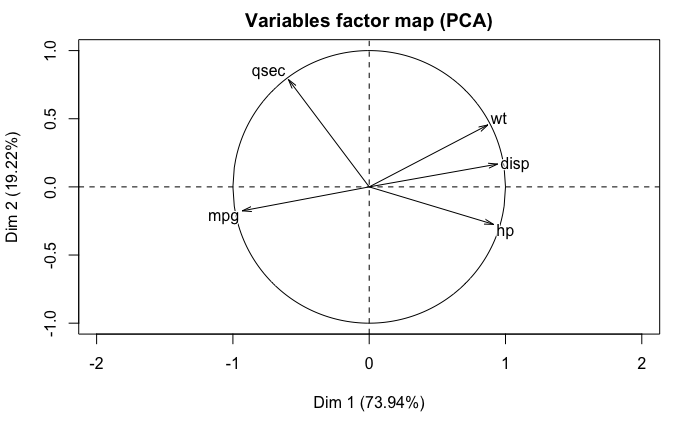 Variables factor map (PCA)
qsec
wt
disp
mpg
hp
1.0
0.5
0.0
-0.5
-1.0
Dim 2 (19.22%)
-2 -1 0 1 2
Dim 1 (73.94%)